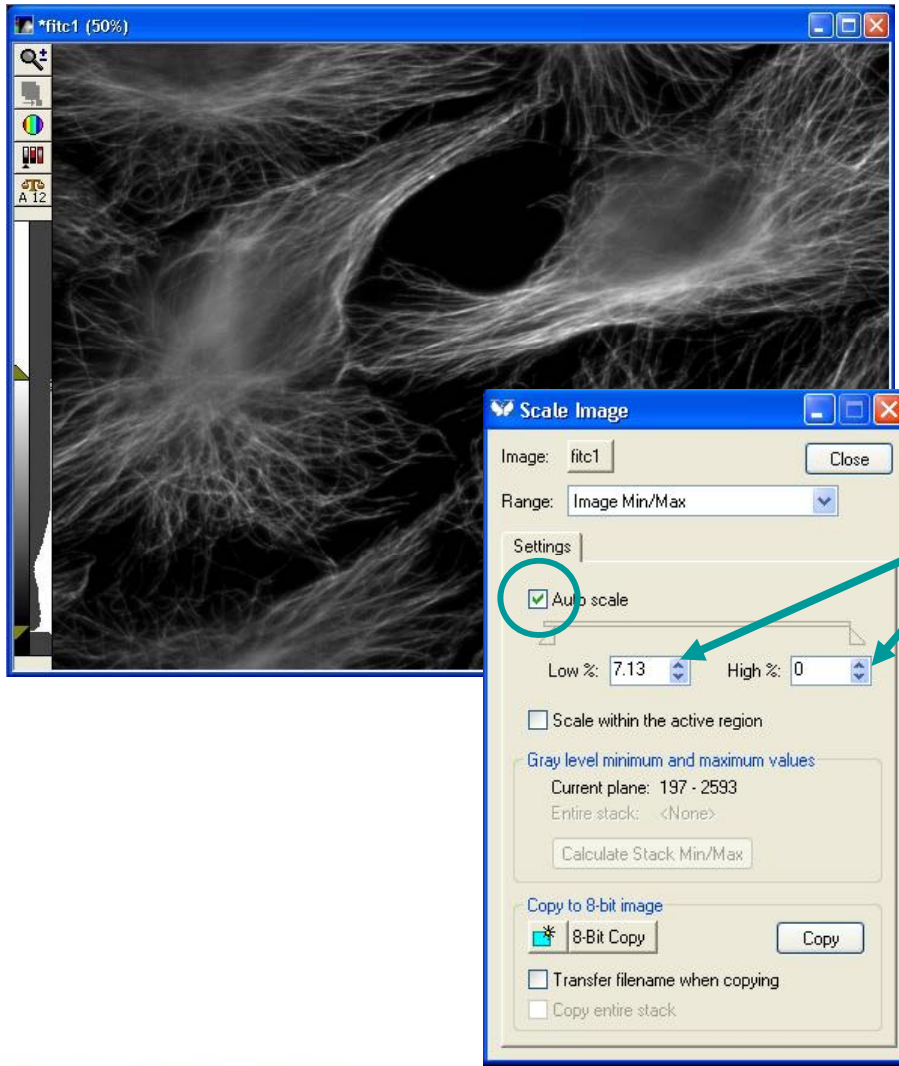 *fitc1 (50%)
A 12
Scale Image
Image: fitc1 Close
Range: Image Min/Max
Settings
Auto scale
Low %: 7.13 High %: 0
Scale within the active region
Gray level minimum and maximum values
Current plane: 197 - 2593
Entire stack: <None>
Calculate Stack Min/Max
Copy to 8-bit image
8-Bit Copy Copy
Transfer filename when copying
Copy entire stack